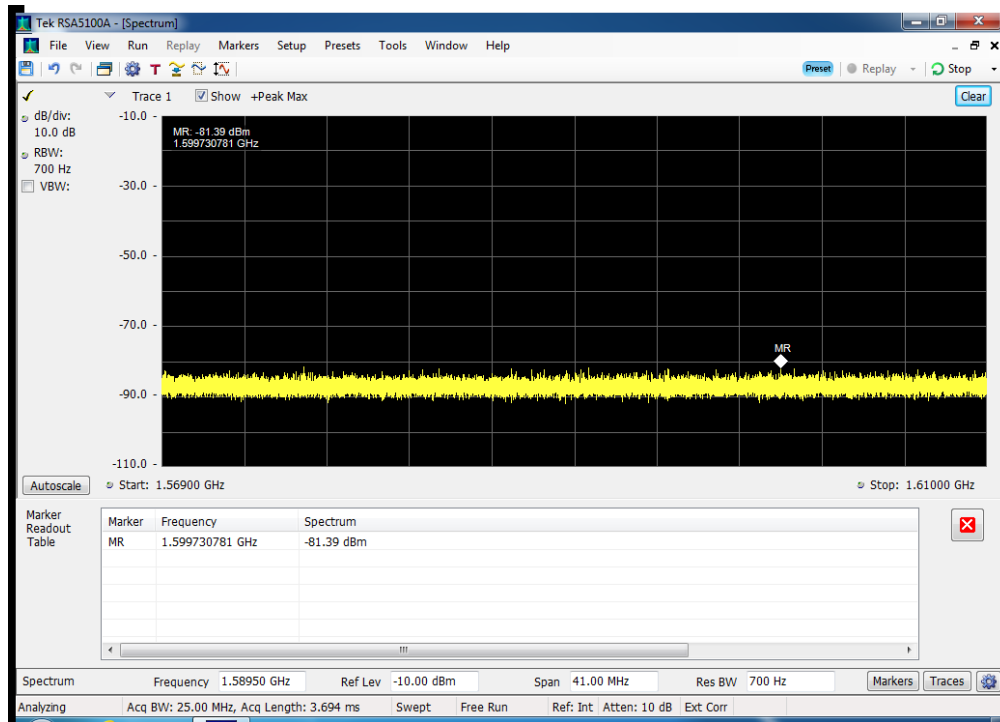 Tek RSA5100A - [Spectrum]
File View Run Replay Markers Setup Presets Tools Window Help
T Preset Replay Stop
Trace 1 Show +Peak Max Clear
dB/div:
10.0 dB
RBW:
700 Hz
VBW:
-10.0
-30.0
-50.0
-70.0
-90.0
-110.0
MR: -81.39 dBm
1.599730781 GHz
MR
Autoscale Start: 1.56900 GHz Stop: 1.61000 GHz
Marker
Readout
Table
Marker Frequency Spectrum
MR 1.599730781 GHz -81.39 dBm
Spectrum Frequency 1.58950 GHz Ref Lev -10.00 dBm Span 41.00 MHz Res BW 700 Hz Markers Traces
Analyzing Acq BW: 25.00 MHz, Acq Length: 3.694 ms Swept Free Run Ref: Int Atten: 10 dB Ext Corr